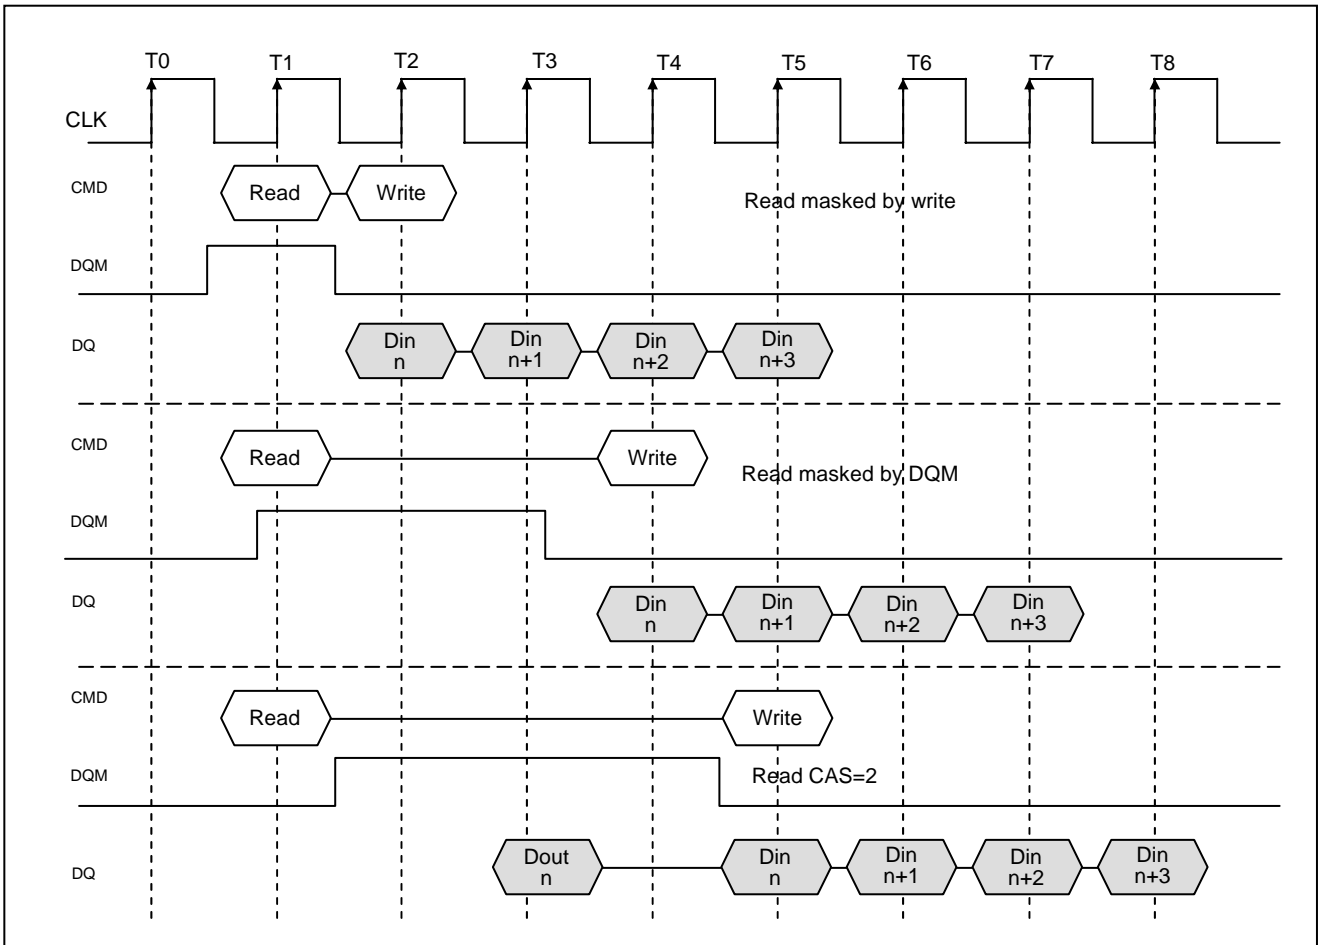 T0 T1 T2 T3 T4 T5 T6 T7 T8
CLK
CMD Read Write Read masked by write
DQM
DQ Din n Din n+1 Din n+2 Din n+3
CMD Read Write Read masked by DQM
DQM
DQ Din n Din n+1 Din n+2 Din n+3
CMD Read Write
DQM Read CAS=2
DQ Dout n Din n Din n+1 Din n+2 Din n+3